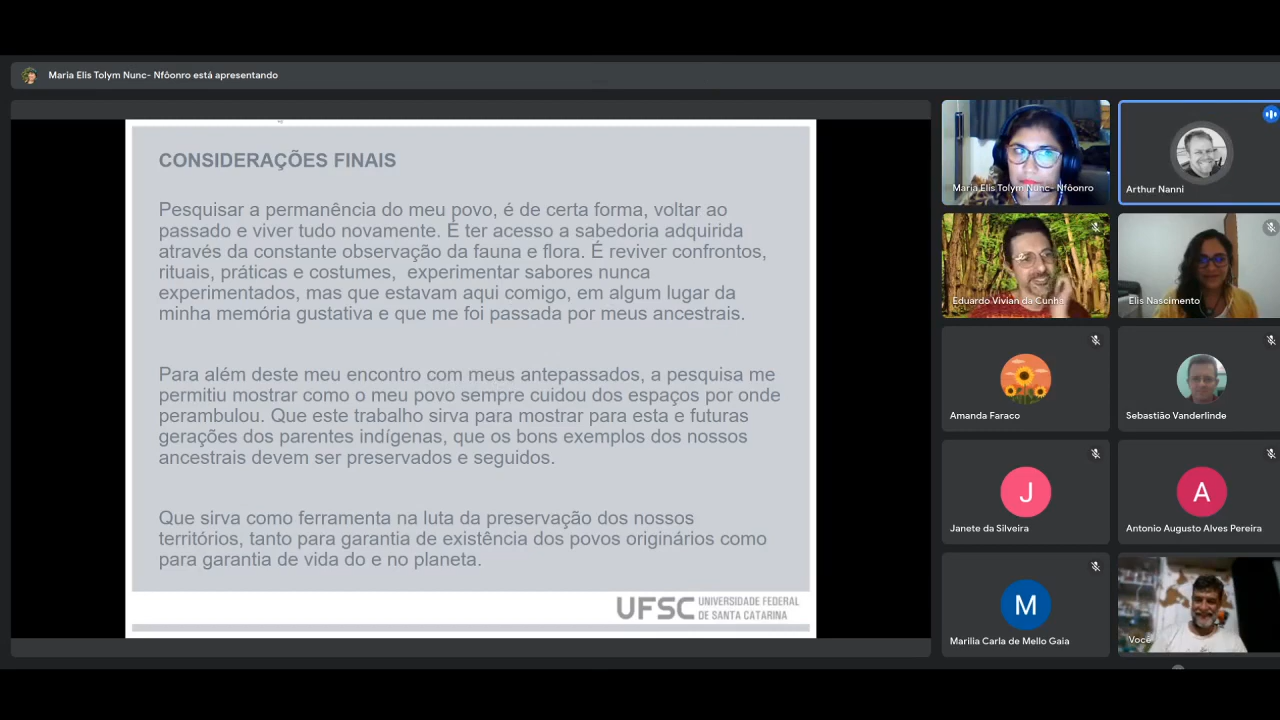 Maria Elis Tolym Nunc- Nfôonro está apresentando
CONSIDERAÇÕES FINAIS
Pesquisar a permanência do meu povo, é de certa forma, voltar ao
passado e viver tudo novamente. É ter acesso a sabedoria adquirida
através da constante observação da fauna e flora. É reviver confrontos,
rituais, práticas e costumes,  experimentar sabores nunca
experimentados, mas que estavam aqui comigo, em algum lugar da
minha memória gustativa e que me foi passada por meus ancestrais.
Para além deste meu encontro com meus antepassados, a pesquisa me
permitiu mostrar como o meu povo sempre cuidou dos espaços por onde
perambulou. Que este trabalho sirva para mostrar para esta e futuras
gerações dos parentes indígenas, que os bons exemplos dos nossos
ancestrais devem ser preservados e seguidos.
Que sirva como ferramenta na luta da preservação dos nossos
territórios, tanto para garantia de existência dos povos originários como
para garantia de vida do e no planeta.
UFSC UNIVERSIDADE FEDERAL
DE SANTA CATARINA
Maria Elis Tolym Nunc- Nfôonro
Arthur Nanni
Eduardo Vivian da Cunha
Elis Nascimento
Amanda Faraco
Sebastião Vanderlinde
J
Janete da Silveira
A
Antonio Augusto Alves Pereira
M
Marilia Carla de Mello Gaia
Você